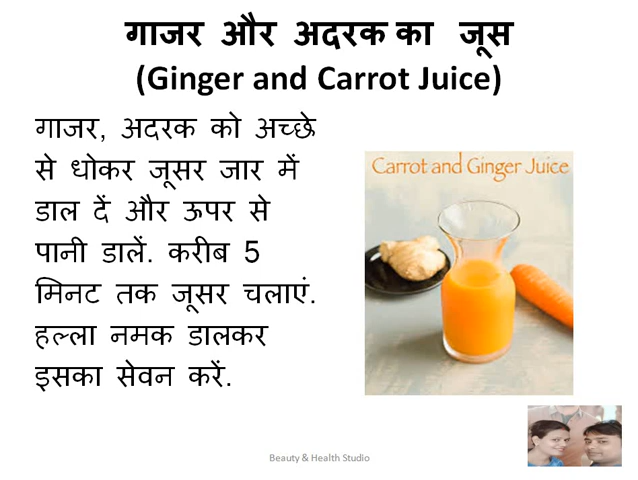 गाजर और अदरक का जूस
(Ginger and Carrot Juice)
गाजर, अदरक को अच्छे
से धोकर जूसर जार में
डाल दें और ऊपर से
पानी डालें. करीब 5
मिनट तक जूसर चलाएं.
हल्ला नमक डालकर
इसका सेवन करें.
Carrot and Ginger Juice
Beauty & Health Studio